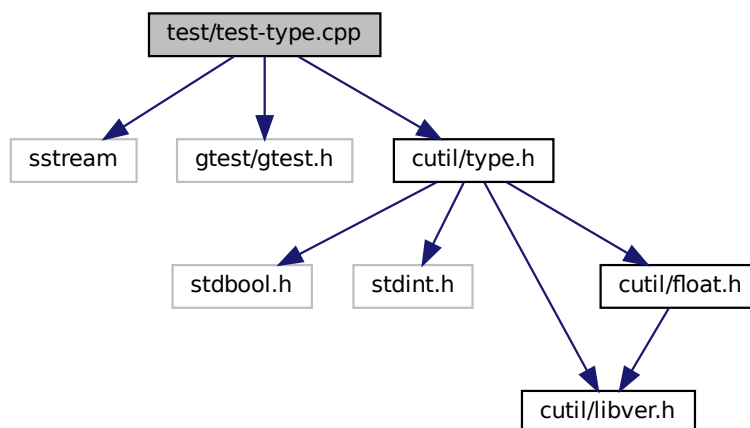 test/test-type.cpp
sstream
gtest/gtest.h
cutil/type.h
stdbool.h
stdint.h
cutil/float.h
cutil/libver.h